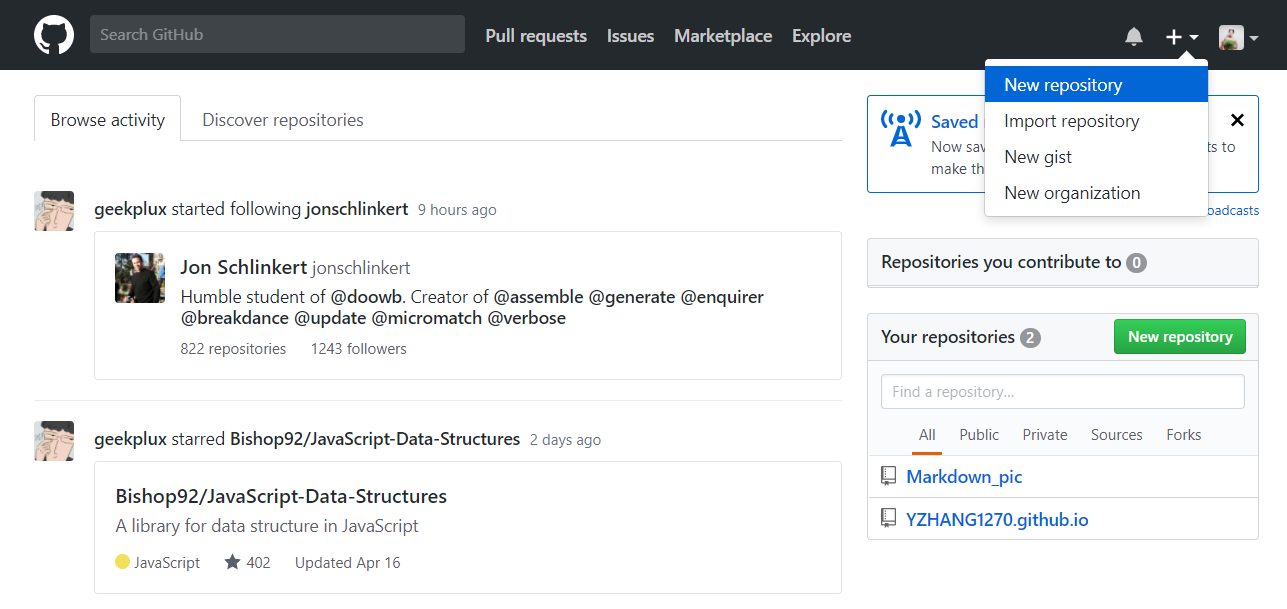 Search GitHub
Pull requests Issues Marketplace Explore
New repository
Import repository
New gist
New organization
Browse activity Discover repositories
Saved
Now sav
ts to
make th
oadcasts
geekplux started following jonschlinkert 9 hours ago
Jon Schlinkert jonschlinkert
Humble student of @doowb. Creator of @assemble @generate @enquirer
@breakdance @update @micromatch @verbose
822 repositories 1243 followers
geekplux starred Bishop92/JavaScript-Data-Structures 2 days ago
Bishop92/JavaScript-Data-Structures
A library for data structure in JavaScript
JavaScript 402 Updated Apr 16
Repositories you contribute to 0
Your repositories 2 New repository
Find a repository...
All Public Private Sources Forks
Markdown_pic
YZHANG1270.github.io